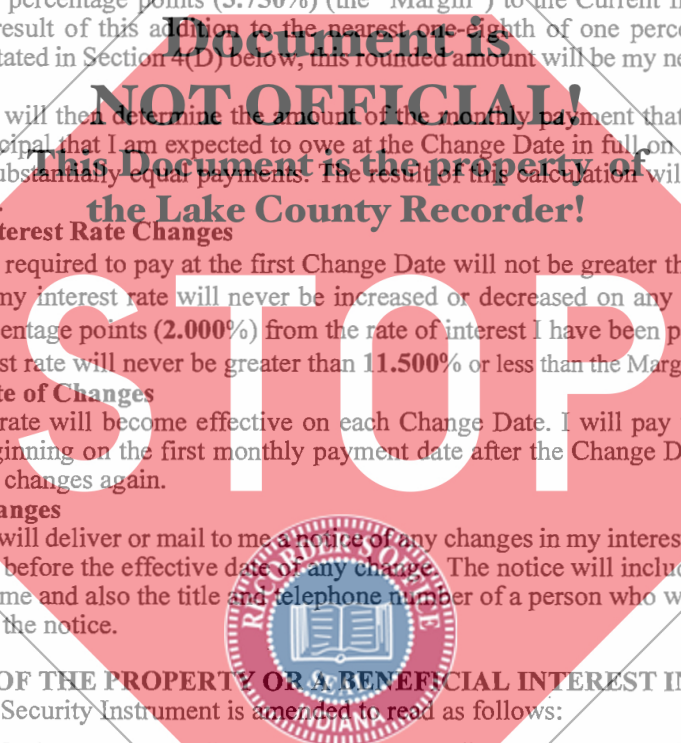 percentage points (3.750%) (the "Margin") to the Current
result of this addition to the nearest one-eighth of one perc
tated in Section 4(D) below, this rounded amount will be my ne
will then determine the amount of the monthly payment that
cipal that I am expected to owe at the Change Date in full on
ubstantially equal payments. The result of this calculation wil
Document is
NOT OFFICIAL!
This Document is the property of
the Lake County Recorder!
STOP
terest Rate Changes
required to pay at the first Change Date will not be greater th
my interest rate will never be increased or decreased on any
entage points (2.000%) from the rate of interest I have been p
st rate will never be greater than 11.500% or less than the Marg
te of Changes
rate will become effective on each Change Date. I will pay
ginning on the first monthly payment date after the Change D
changes again.
anges
will deliver or mail to me a notice of any changes in my interes
before the effective date of any change. The notice will inclu
me and also the title and telephone number of a person who w
the notice.
RECORDER'S OFFICE
INDIANA
OF THE PROPERTY OR A BENEFICIAL INTEREST IN
Security Instrument is amended to read as follows: